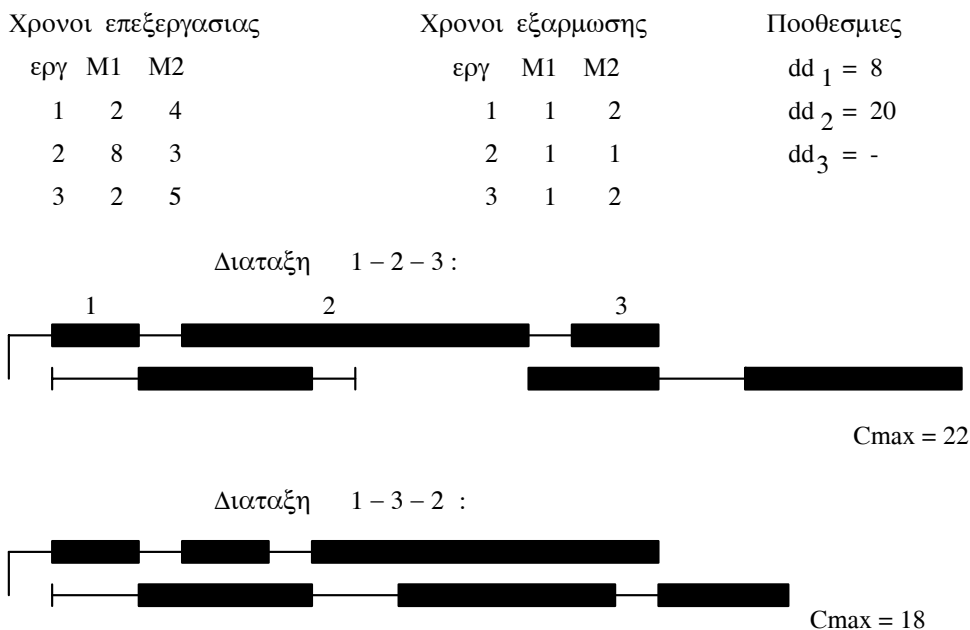 Χρονοι επεξεργασιας Χρονοι εξαρμωσης Ποοθεσμιες
εργ M1 M2 εργ M1 M2 dd 1 = 8
1 2 4 1 1 2 dd 2 = 20
2 8 3 2 1 1 dd 3 = -
3 2 5 3 1 2
Διαταξη 1 – 2 – 3 :
1 2 3
Cmax = 22
Διαταξη 1 – 3 – 2 :
Cmax = 18